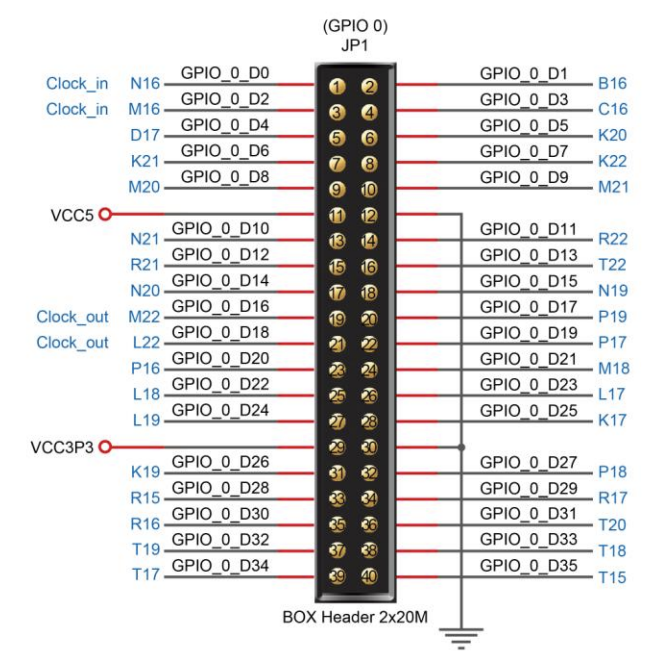 (GPIO 0)
JP1
Clock_in N16 GPIO_0_D0 1 2 GPIO_0_D1 B16
Clock_in M16 GPIO_0_D2 3 4 GPIO_0_D3 C16
D17 GPIO_0_D4 5 6 GPIO_0_D5 K20
K21 GPIO_0_D6 7 8 GPIO_0_D7 K22
M20 GPIO_0_D8 9 10 GPIO_0_D9 M21
VCC5 11 12
N21 GPIO_0_D10 13 14 GPIO_0_D11 R22
R21 GPIO_0_D12 15 16 GPIO_0_D13 T22
N20 GPIO_0_D14 17 18 GPIO_0_D15 N19
Clock_out M22 GPIO_0_D16 19 20 GPIO_0_D17 P19
Clock_out L22 GPIO_0_D18 21 22 GPIO_0_D19 P17
P16 GPIO_0_D20 23 24 GPIO_0_D21 M18
L18 GPIO_0_D22 25 26 GPIO_0_D23 L17
L19 GPIO_0_D24 27 28 GPIO_0_D25 K17
VCC3P3 29 30
K19 GPIO_0_D26 31 32 GPIO_0_D27 P18
R15 GPIO_0_D28 33 34 GPIO_0_D29 R17
R16 GPIO_0_D30 35 36 GPIO_0_D31 T20
T19 GPIO_0_D32 37 38 GPIO_0_D33 T18
T17 GPIO_0_D34 39 40 GPIO_0_D35 T15
BOX Header 2x20M